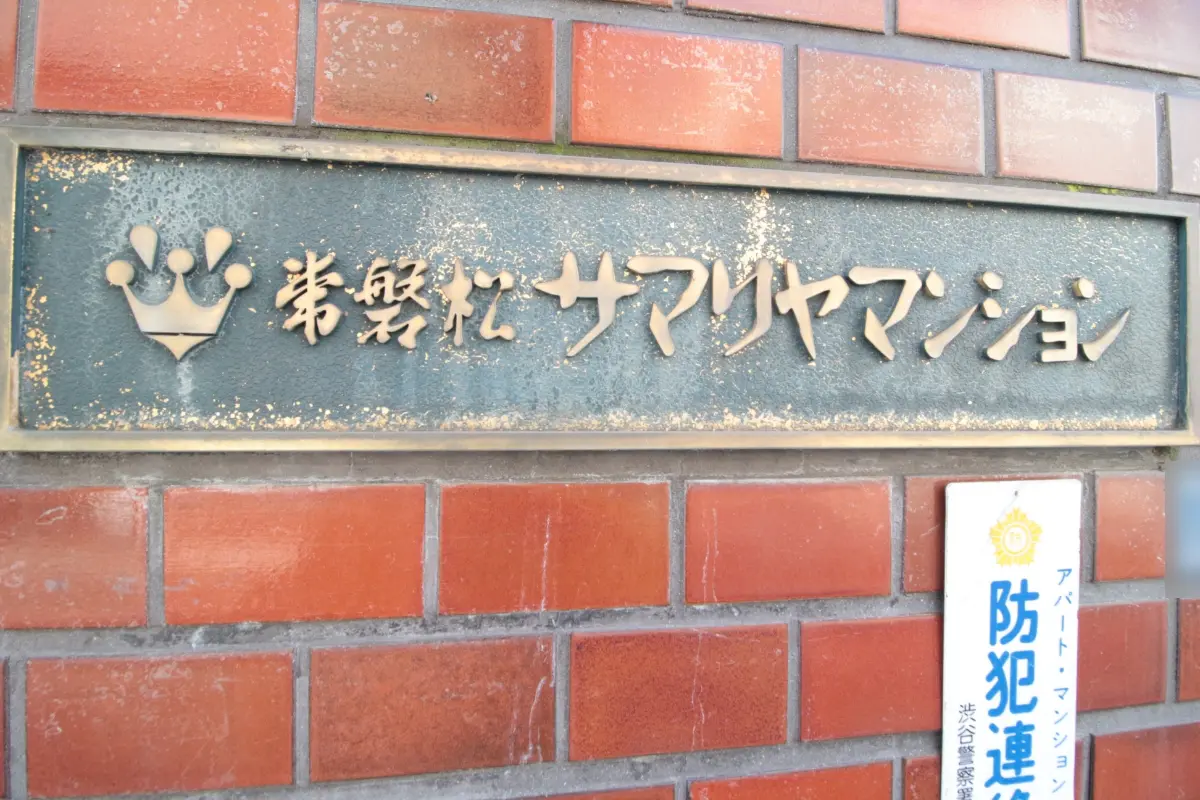 常磐松 サマリヤマンション
アパート・マンション
防犯連
渋谷警察署